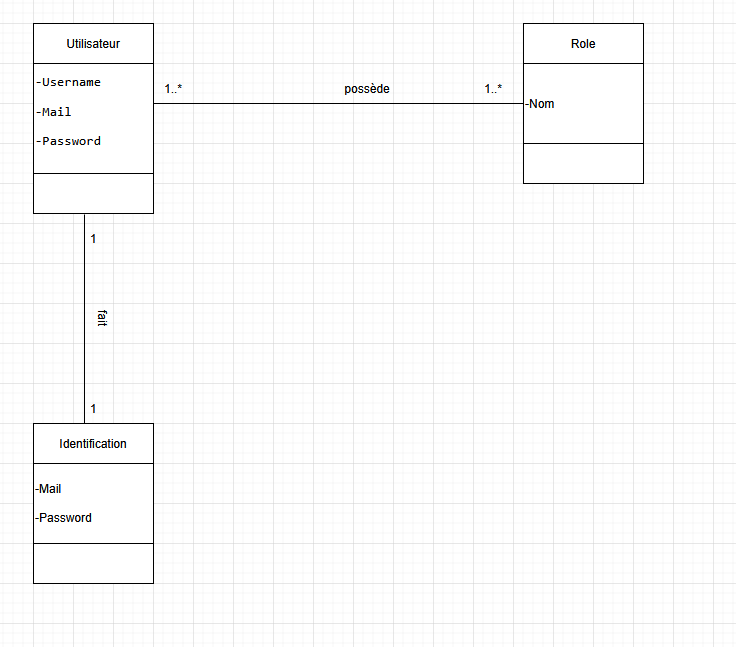 Utilisateur
-Username
-Mail
-Password
1..*
possède
1..*
Role
-Nom
1
fait
1
Identification
-Mail
-Password